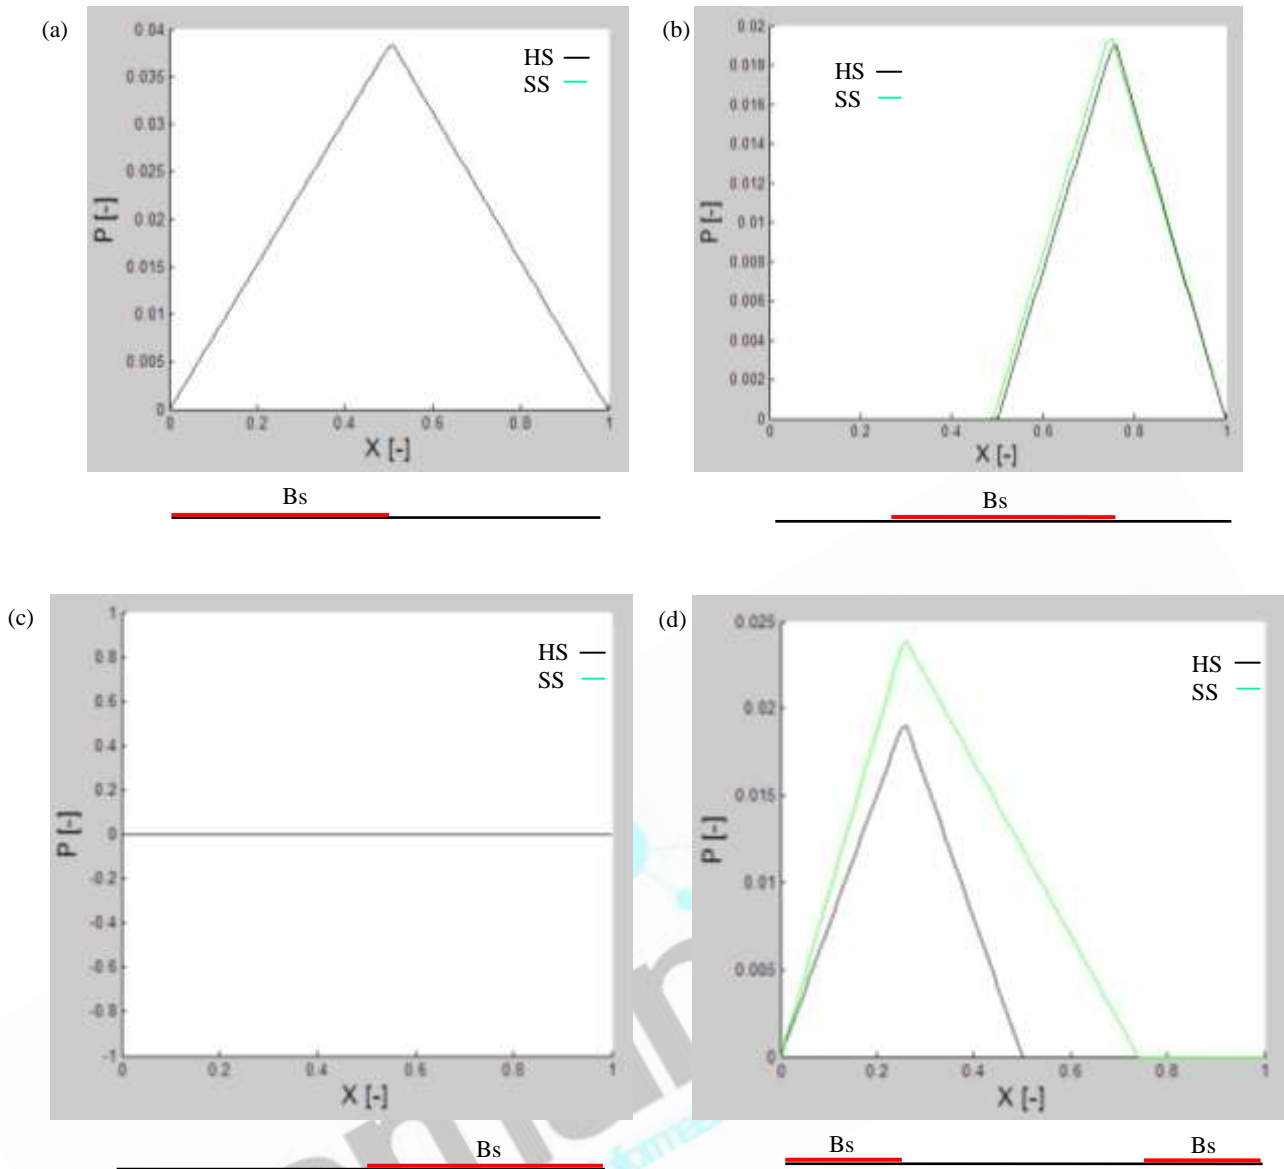 (a)
0.04
0.035
0.03
0.025
0.02
0.015
0.01
0.005
0
P [-]
HS
SS
0 0.2 0.4 0.6 0.8 1
X [-]
Bs
(b)
0.02
0.018
0.016
0.014
0.012
0.01
0.008
0.006
0.004
0.002
0
P [-]
HS
SS
0 0.2 0.4 0.6 0.8 1
X [-]
Bs
(c)
1
0.8
0.6
0.4
0.2
0
-0.2
-0.4
-0.6
-0.8
-1
P [-]
HS
SS
0 0.2 0.4 0.6 0.8 1
X [-]
Bs
(d)
0.025
0.02
0.015
0.01
0.005
0
P [-]
HS
SS
0 0.2 0.4 0.6 0.8 1
X [-]
Bs Bs